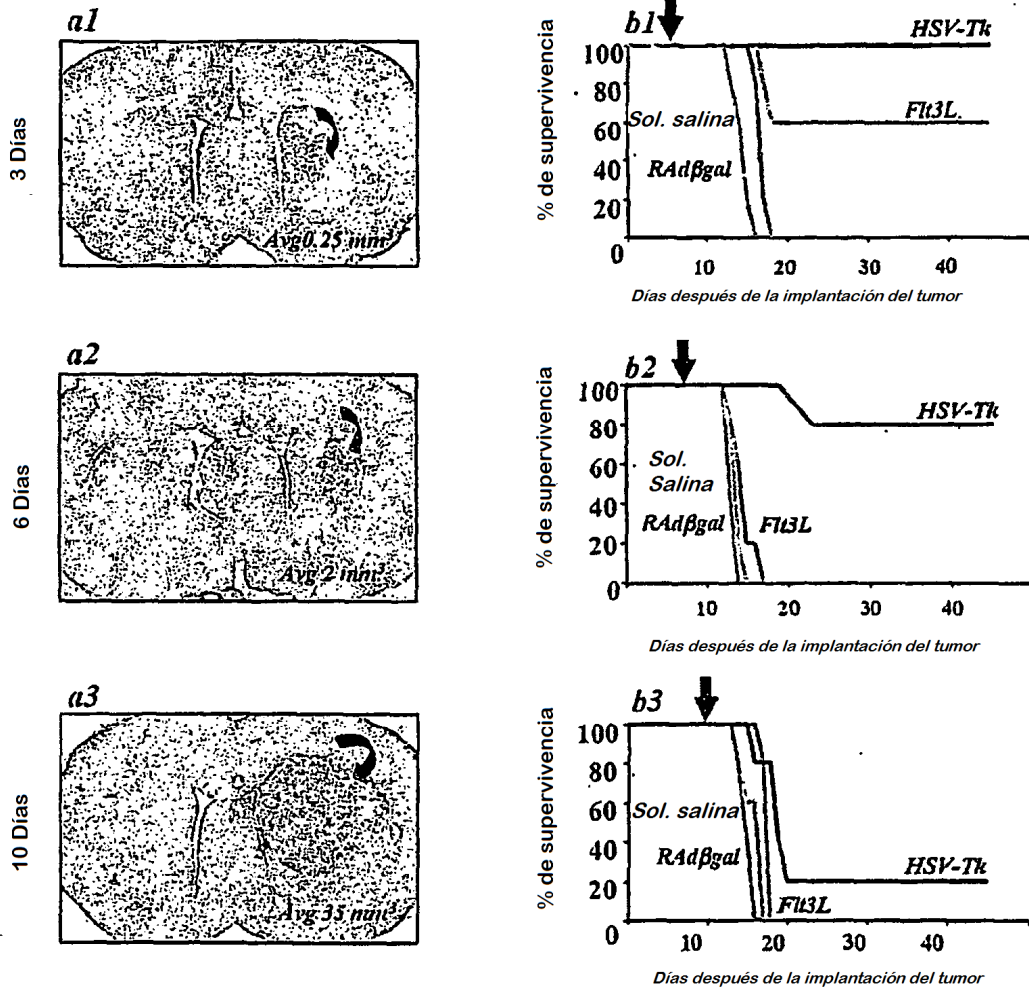 a1
3 Días
Avg 0.25 mm³
b1
% de supervivencia
100
80
60
40
20
0
HSV-Tk
Flt3L.
Sol. salina
RAdβgal
10 20 30 40
Días después de la implantación del tumor
a2
6 Días
Avg 2 mm³
b2
% de supervivencia
100
80
60
40
20
0
HSV-Tk
Sol.
Salina
RAdβgal
Flt3L
10 20 30 40
Días después de la implantación del tumor
a3
10 Días
Avg 33 mm³
b3
% de supervivencia
100
80
60
40
20
0
Sol. salina
RAdβgal
HSV-Tk
Flt3L
10 20 30 40
Días después de la implantación del tumor